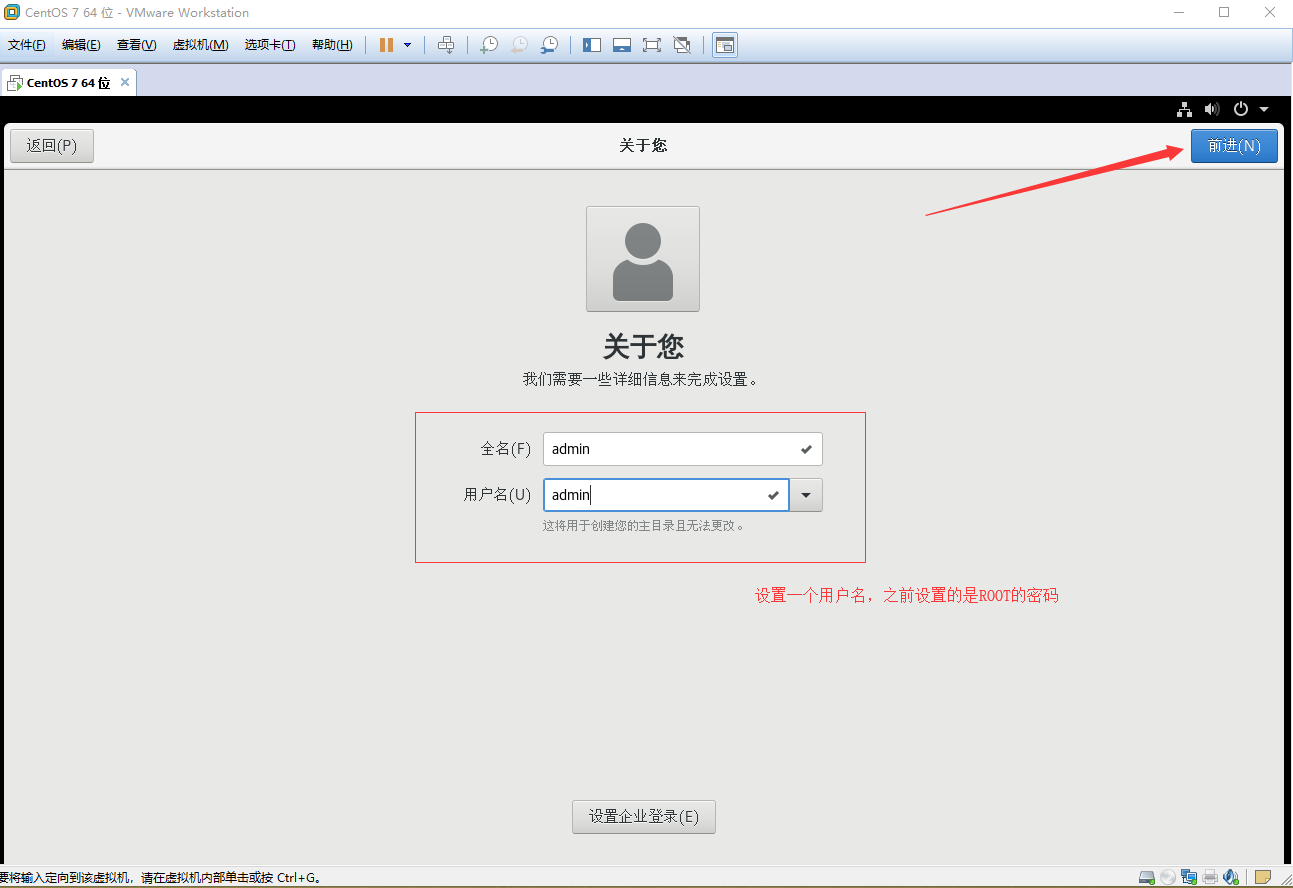 CentOS 7 64 位 - VMware Workstation
文件(F) 编辑(E) 查看(V) 虚拟机(M) 选项卡(T) 帮助(H)
CentOS 7 64 位
返回(P) 关于您 前进(N)
关于您
我们需要一些详细信息来完成设置。
全名(F) admin
用户名(U) admin
这将用于创建您的主目录且无法更改。
设置一个用户名，之前设置的是ROOT的密码
设置企业登录(E)
要将输入定向到该虚拟机，请在虚拟机内部单击或按 Ctrl+G。